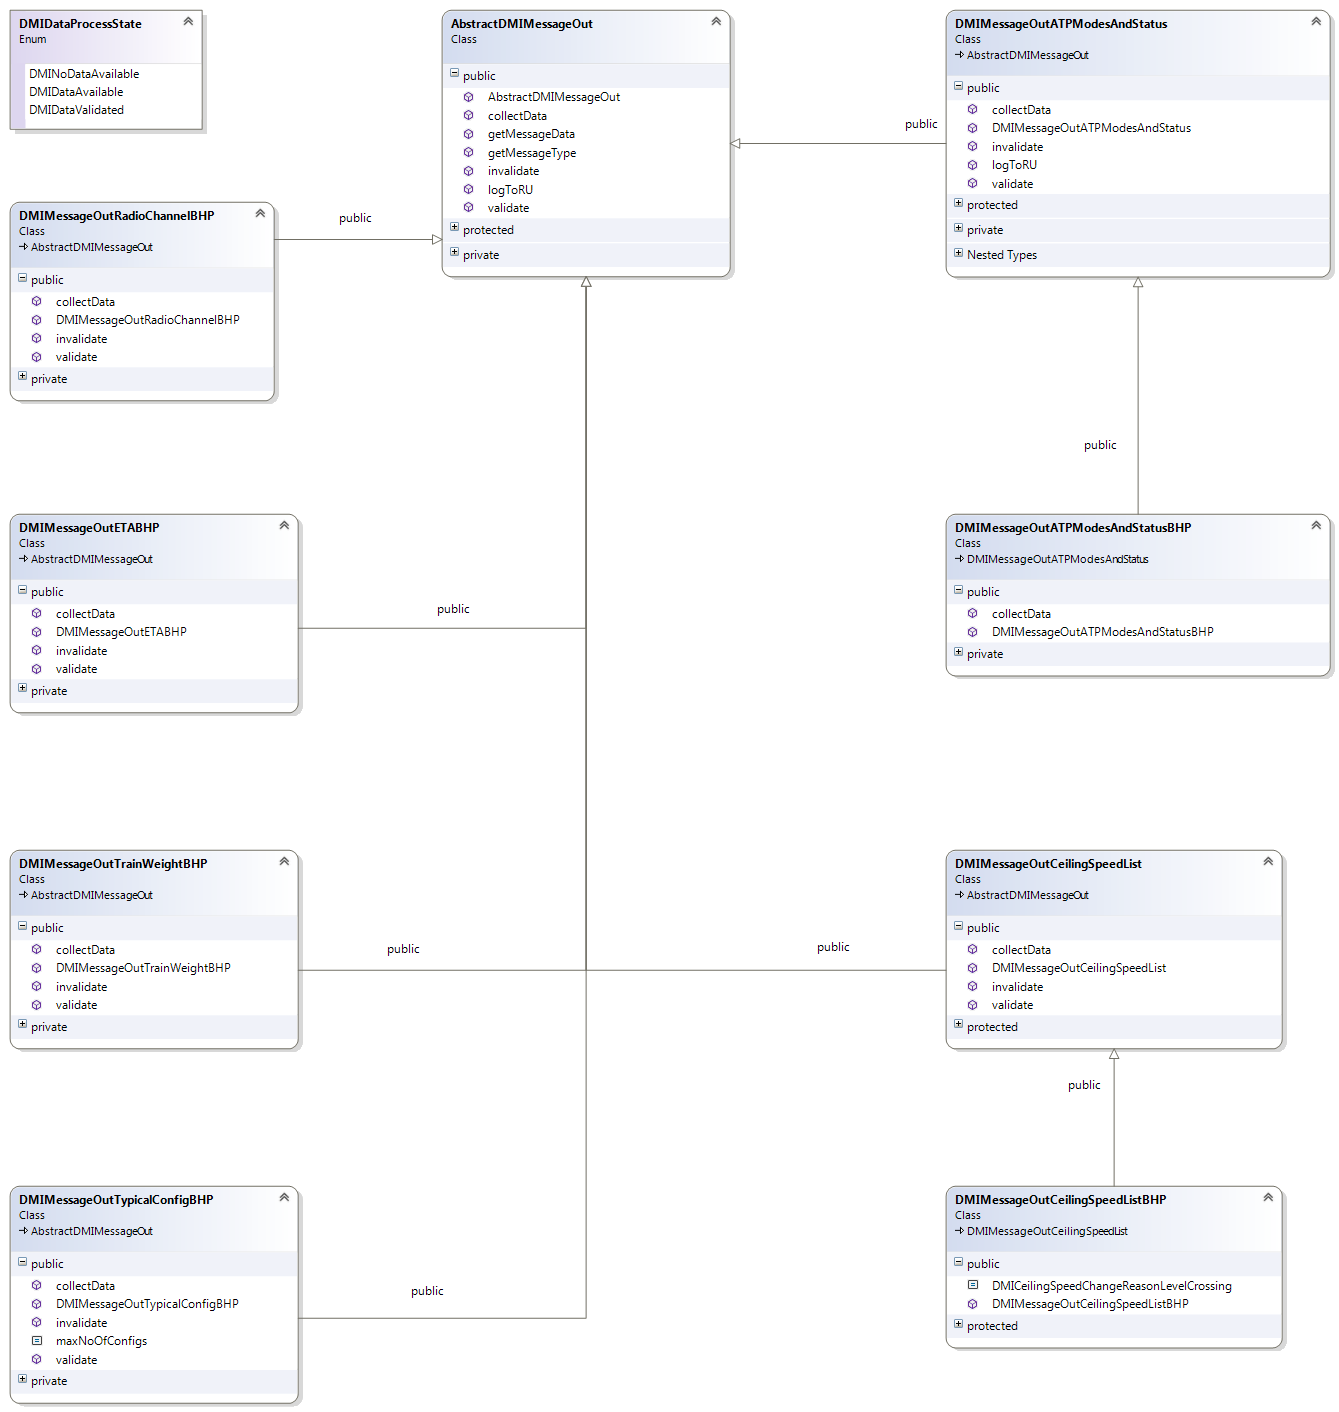 DMIDataProcessState
Enum
DMINoDataAvailable
DMIDataAvailable
DMIDataValidated
AbstractDMIMessageOut
Class
public
AbstractDMIMessageOut
collectData
getMessageData
getMessageType
invalidate
logToRU
validate
protected
private
DMIMessageOutATPModesAndStatus
Class
AbstractDMIMessageOut
public
collectData
DMIMessageOutATPModesAndStatus
invalidate
logToRU
validate
protected
private
Nested Types
public
DMIMessageOutRadioChannelBHP
Class
AbstractDMIMessageOut
public
collectData
DMIMessageOutRadioChannelBHP
invalidate
validate
private
public
public
DMIMessageOutETABHP
Class
AbstractDMIMessageOut
public
collectData
DMIMessageOutETABHP
invalidate
validate
private
public
DMIMessageOutATPModesAndStatusBHP
Class
DMIMessageOutATPModesAndStatus
public
collectData
DMIMessageOutATPModesAndStatusBHP
private
DMIMessageOutTrainWeightBHP
Class
AbstractDMIMessageOut
public
collectData
DMIMessageOutTrainWeightBHP
invalidate
validate
private
public
public
DMIMessageOutCeilingSpeedList
Class
AbstractDMIMessageOut
public
collectData
DMIMessageOutCeilingSpeedList
invalidate
validate
protected
public
DMIMessageOutTypicalConfigBHP
Class
AbstractDMIMessageOut
public
collectData
DMIMessageOutTypicalConfigBHP
invalidate
maxNoOfConfigs
validate
private
public
DMIMessageOutCeilingSpeedListBHP
Class
DMIMessageOutCeilingSpeedList
public
DMICeilingSpeedChangeReasonLevelCrossing
DMIMessageOutCeilingSpeedListBHP
protected